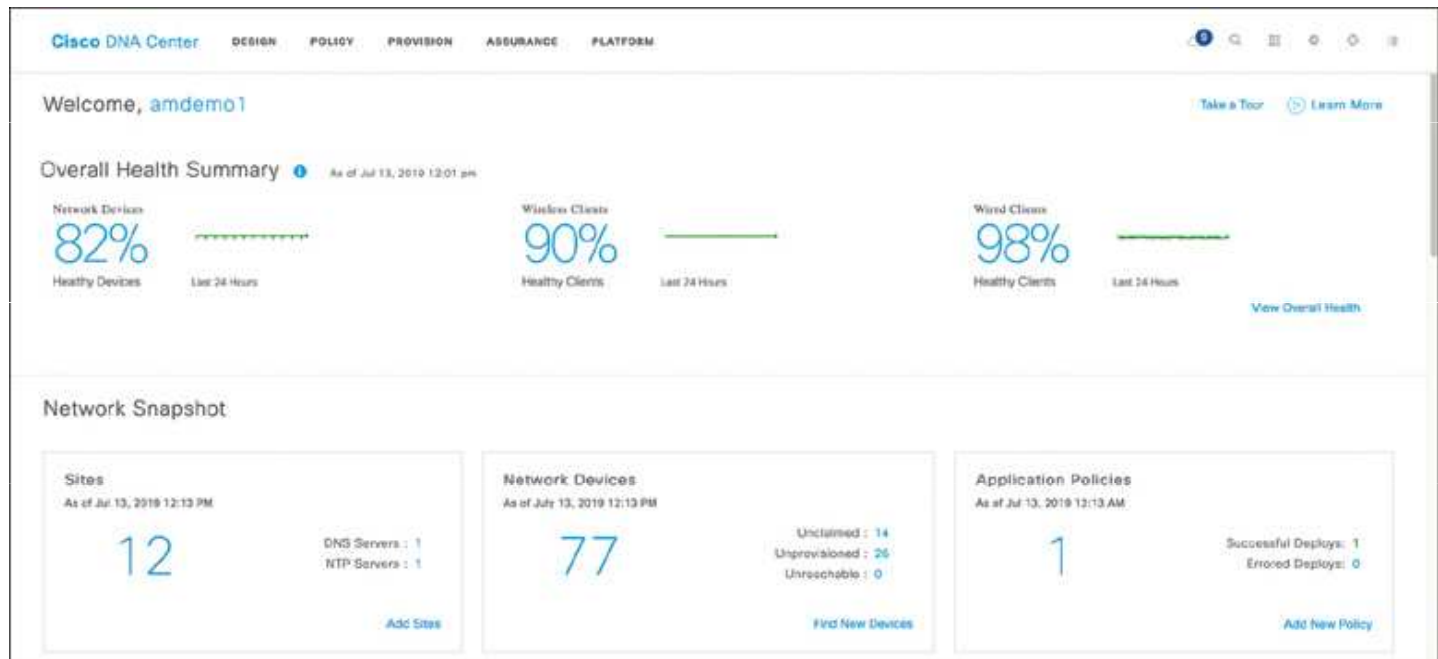 Cisco DNA Center DESIGN POLICY PROVISION ASSURANCE PLATFORM
Welcome, amdemo1
Take a Tour Learn More
Overall Health Summary As of Jul 13, 2019 12:01 pm
Network Devices
82%
Healthy Devices Last 24 Hours
Wireless Clients
90%
Healthy Clients Last 24 Hours
Wired Clients
98%
Healthy Clients Last 24 Hours
View Overall Health
Network Snapshot
Sites
As of Jul 13, 2019 12:13 PM
12
DNS Servers : 1
NTP Servers : 1
Add Sites
Network Devices
As of July 13, 2019 12:13 PM
77
Unclaimed : 14
Unprovisioned : 26
Unreachable : 0
Find New Devices
Application Policies
As of Jul 13, 2019 12:13 AM
1
Successful Deploys: 1
Errored Deploys: 0
Add New Policy